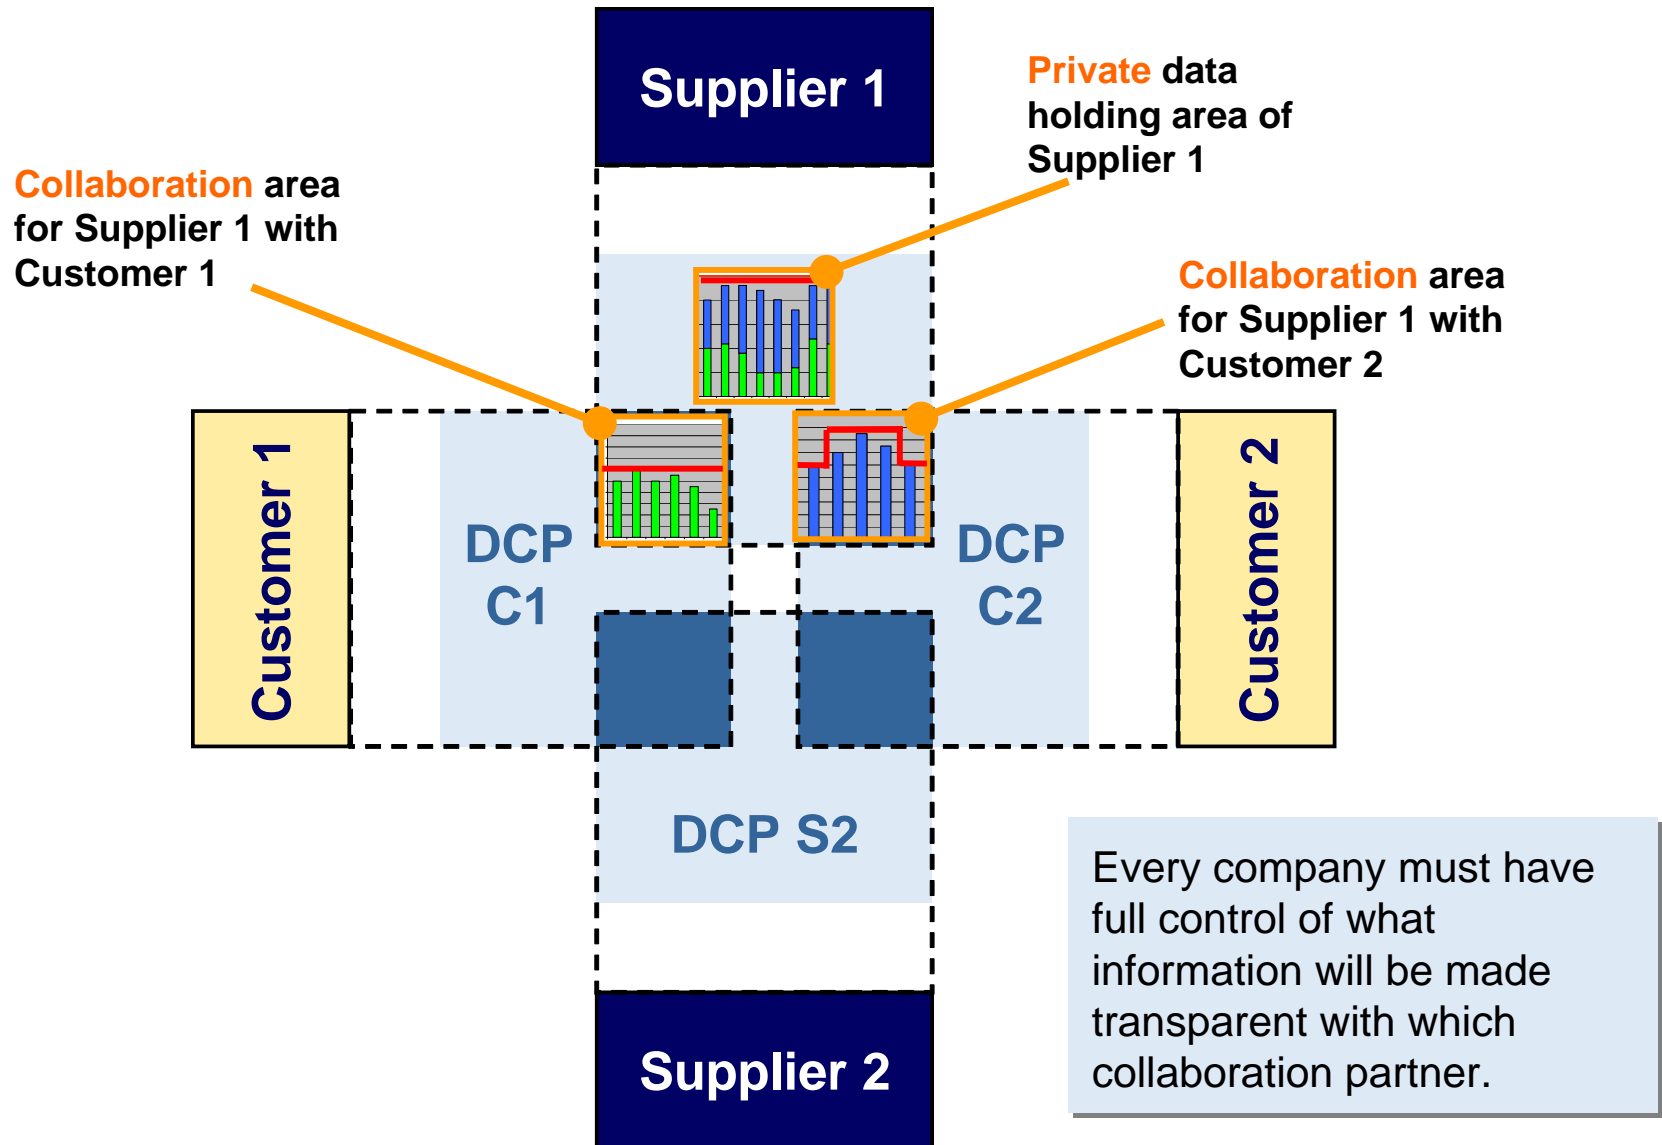 Supplier 1
Private data
holding area of
Supplier 1
Collaboration area
for Supplier 1 with
Customer 1
Collaboration area
for Supplier 1 with
Customer 2
Customer 1
DCP
C1
DCP
C2
Customer 2
DCP S2
Every company must have
full control of what
information will be made
transparent with which
collaboration partner.
Supplier 2